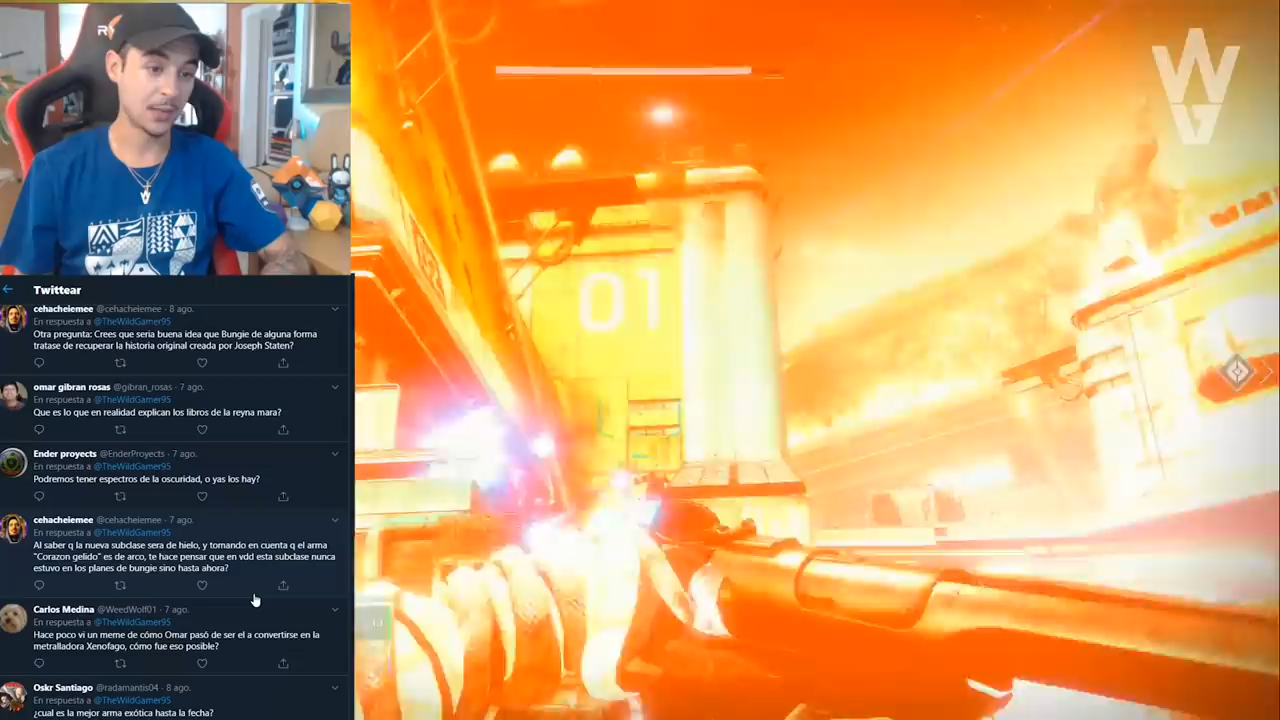 Twittear
cehacheiemee @cehacheiemee · 8 ago.
En respuesta a @TheWildGamer95
Otra pregunta: Crees que seria buena idea que Bungie de alguna forma
tratase de recuperar la historia original creada por Joseph Staten?
omar gibran rosas @gibran_rosas · 7 ago.
En respuesta a @TheWildGamer95
Que es lo que en realidad explican los libros de la reyna mara?
Ender proyects @EnderProyects · 7 ago.
En respuesta a @TheWildGamer95
Podremos tener espectros de la oscuridad, o yas los hay?
cehacheiemee @cehacheiemee · 7 ago.
En respuesta a @TheWildGamer95
Al saber q la nueva subclase sera de hielo, y tomando en cuenta q el arma
"Corazon gelido" es de arco, te hace pensar que en vdd esta subclase nunca
estuvo en los planes de bungie sino hasta ahora?
Carlos Medina @WeedWolf01 · 7 ago.
En respuesta a @TheWildGamer95
Hace poco vi un meme de cómo Omar pasó de ser el a convertirse en la
metralladora Xenofago, cómo fue eso posible?
Oskr Santiago @radamantis04 · 8 ago.
En respuesta a @TheWildGamer95
¿cual es la mejor arma exótica hasta la fecha?
01
WG